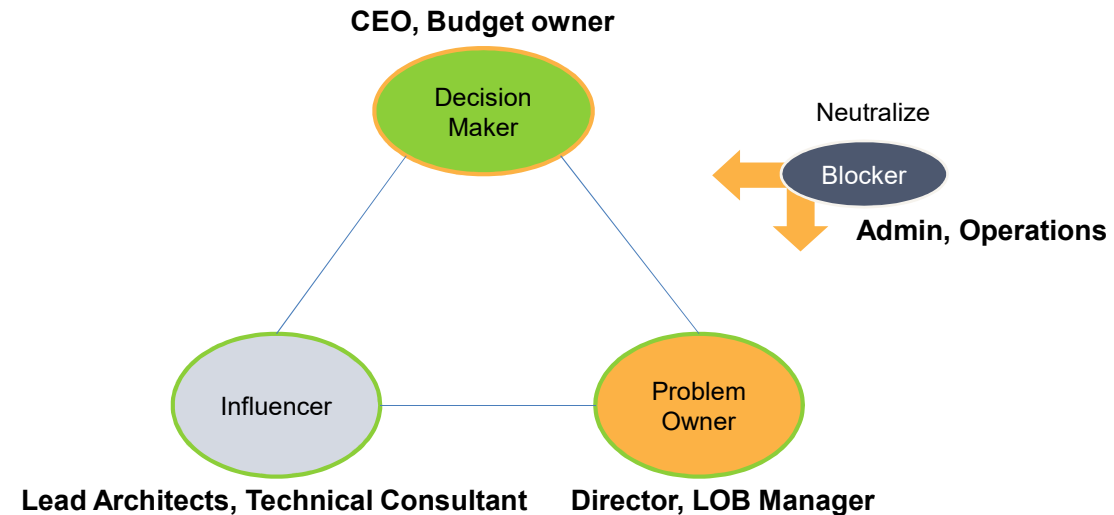 CEO, Budget owner
Decision
Maker
Neutralize
Blocker
Admin, Operations
Influencer
Problem
Owner
Lead Architects, Technical Consultant
Director, LOB Manager